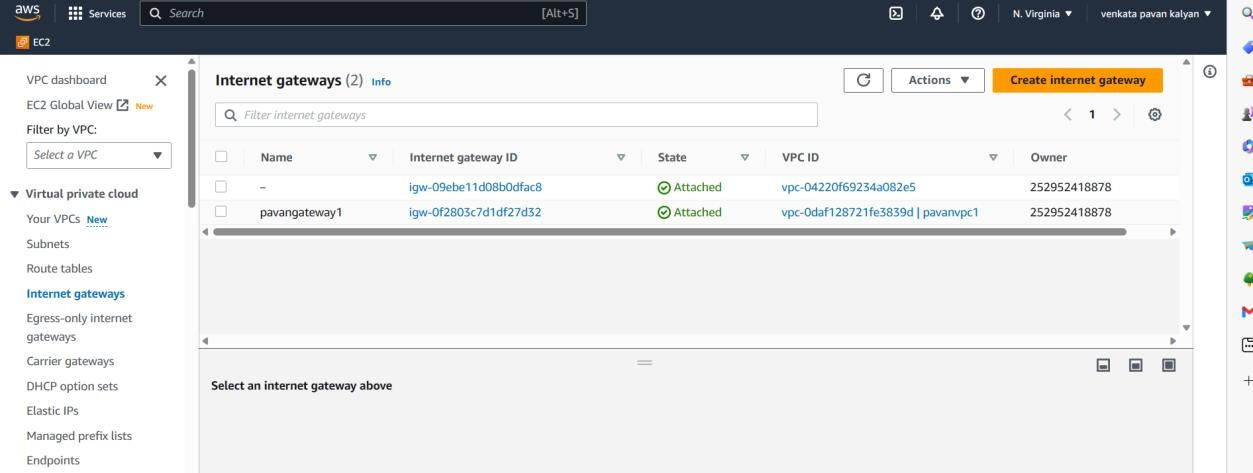 aws
Services
Search
[Alt+S]
N. Virginia
venkata pavan kalyan
EC2
VPC dashboard
EC2 Global View New
Filter by VPC:
Select a VPC
Virtual private cloud
Your VPCs New
Subnets
Route tables
Internet gateways
Egress-only internet
gateways
Carrier gateways
DHCP option sets
Elastic IPs
Managed prefix lists
Endpoints
Internet gateways (2) Info
Actions
Create internet gateway
Filter internet gateways
1
Name Internet gateway ID State VPC ID Owner
– igw-09ebe11d08b0dfac8 Attached vpc-04220f69234a082e5 252952418878
pavangateway1 igw-0f2803c7d1df27d32 Attached vpc-0daf128721fe3839d | pavanvpc1 252952418878
Select an internet gateway above